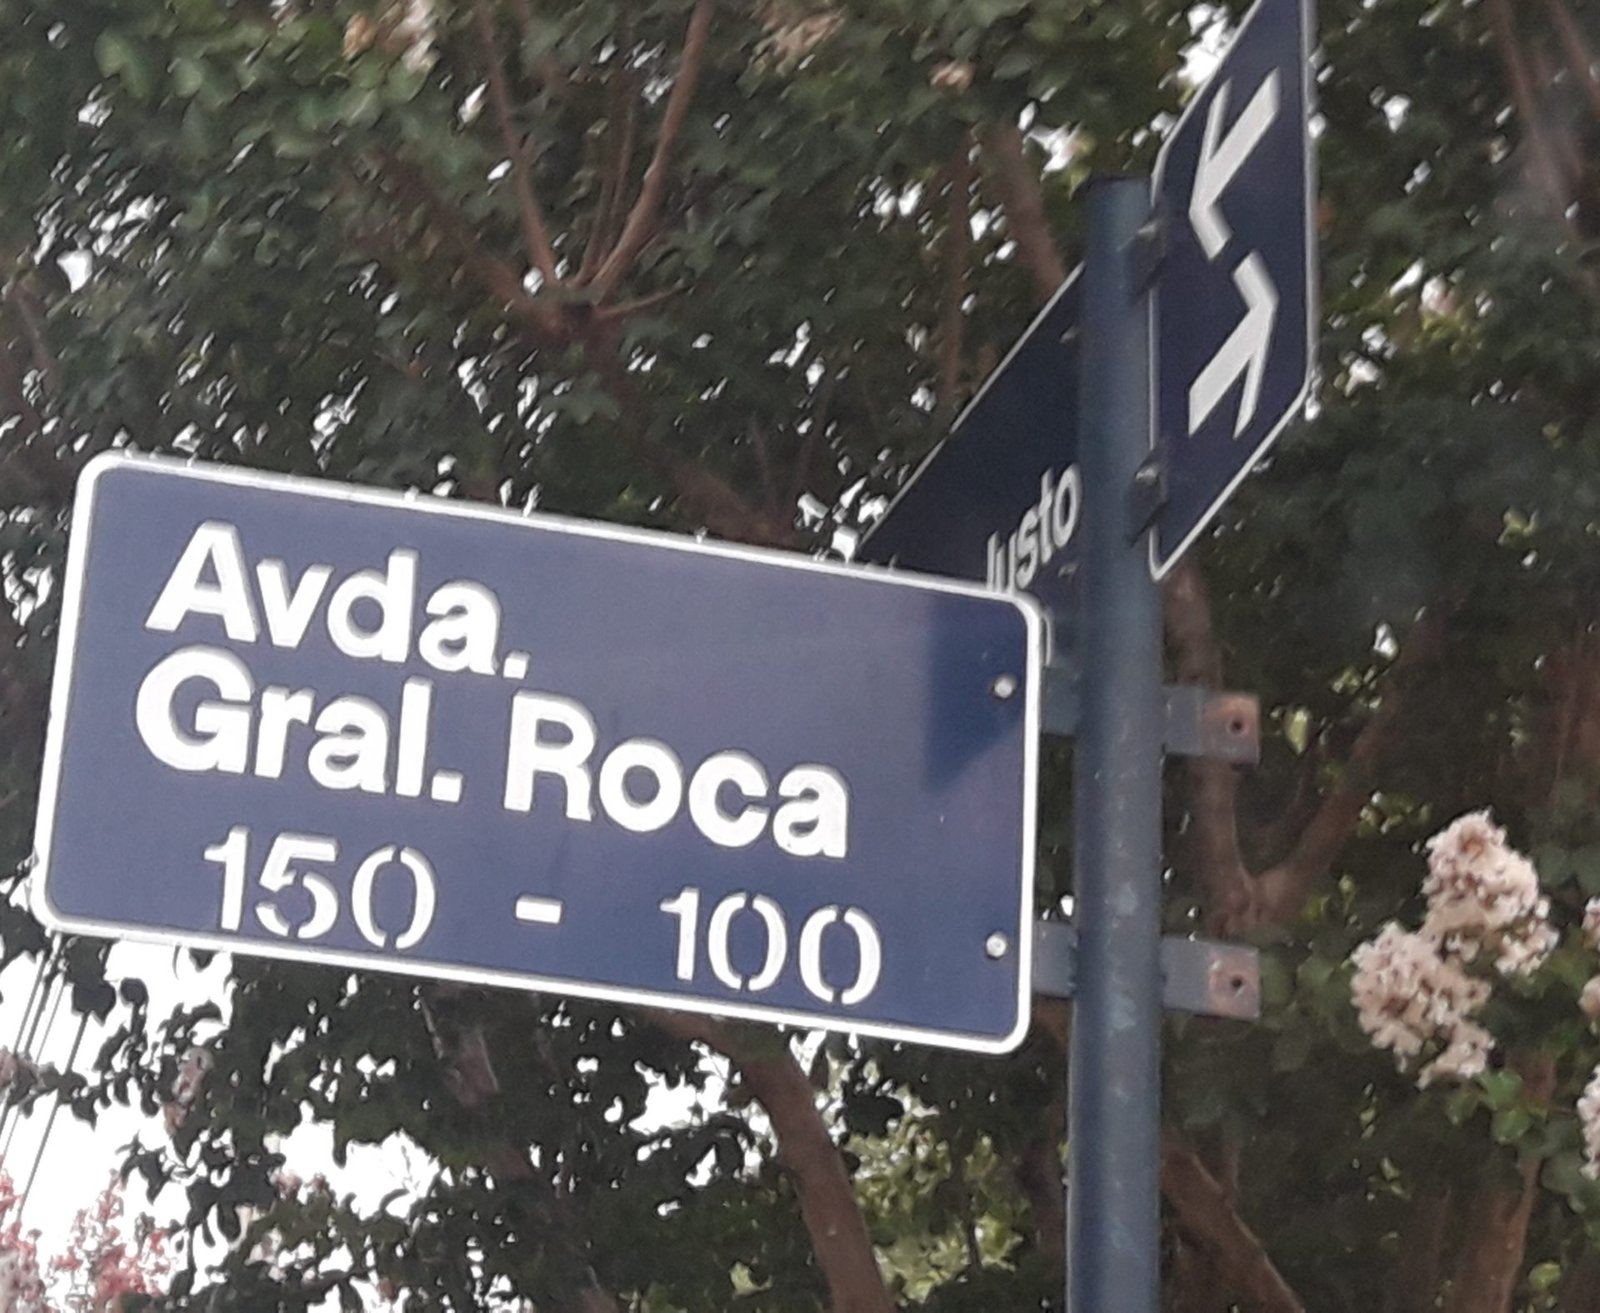 Avda.
Gral. Roca
150 - 100
Justo